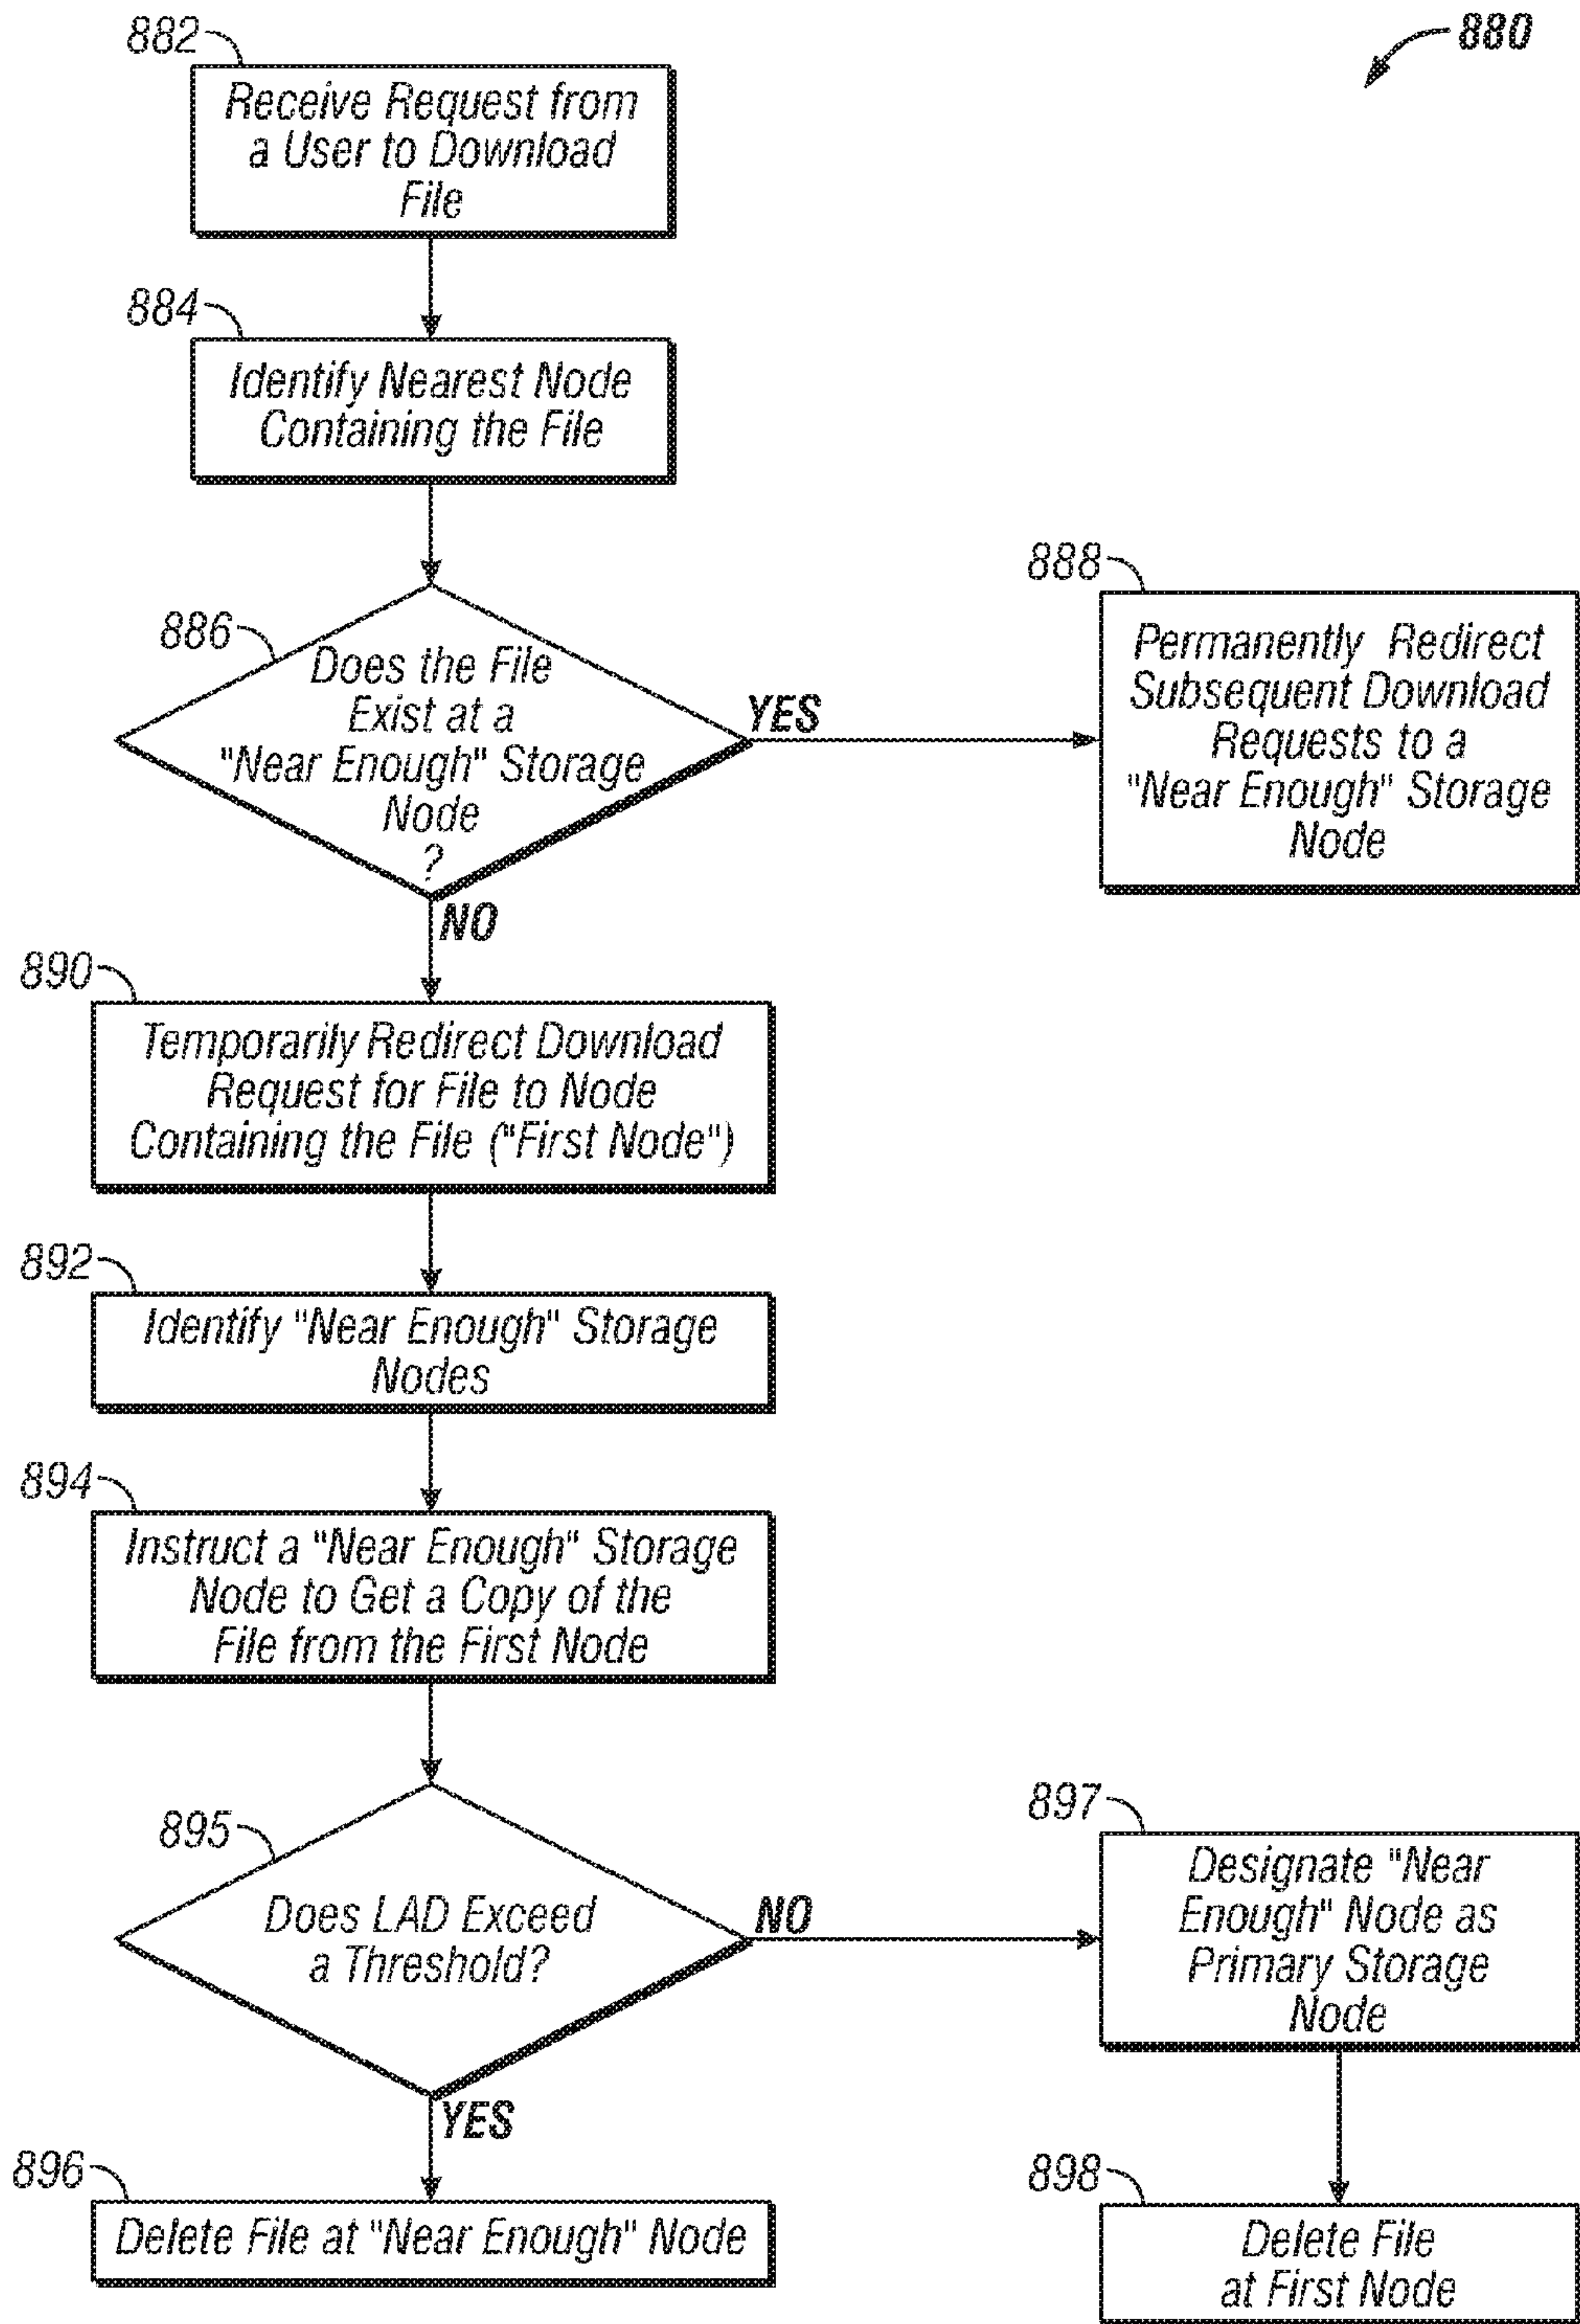 880
882
Receive Request from
a User to Download
File
884
Identify Nearest Node
Containing the File
886
Does the File
Exist at a
"Near Enough" Storage
Node
?
YES
888
Permanently Redirect
Subsequent Download
Requests to a
"Near Enough" Storage
Node
NO
890
Temporarily Redirect Download
Request for File to Node
Containing the File ("First Node")
892
Identify "Near Enough" Storage
Nodes
894
Instruct a "Near Enough" Storage
Node to Get a Copy of the
File from the First Node
895
Does LAD Exceed
a Threshold?
NO
897
Designate "Near
Enough" Node as
Primary Storage
Node
YES
896
Delete File at "Near Enough" Node
898
Delete File
at First Node